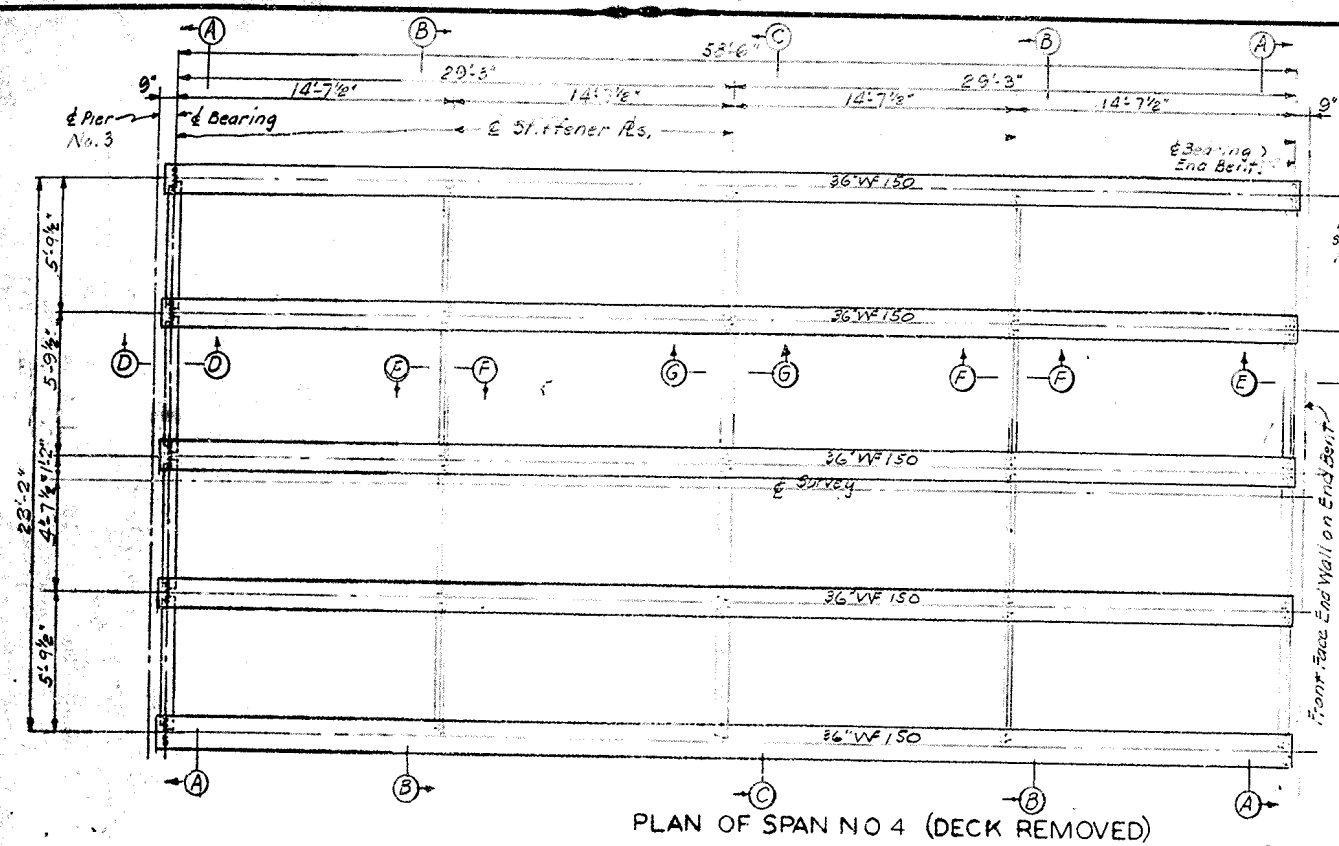 A B C B A
58'-6"
29'-3" 29'-3"
9" 14'-7½" 14'-7½" 14'-7½" 14'-7½" 9"
℄ Pier No. 3
℄ Bearing
℄ Stiffener Pls.
℄ Bearing
End Bent.
36" WF 150
5'-9½"
36" WF 150
D D F F G G F F E
5'-9½"
36" WF 150
℄ Survey
1'-2"
4'-7½"
23'-2"
36" WF 150
5'-9½"
36" WF 150
Front Face End Wall on End Bent
A B C B A
PLAN OF SPAN NO 4 (DECK REMOVED)